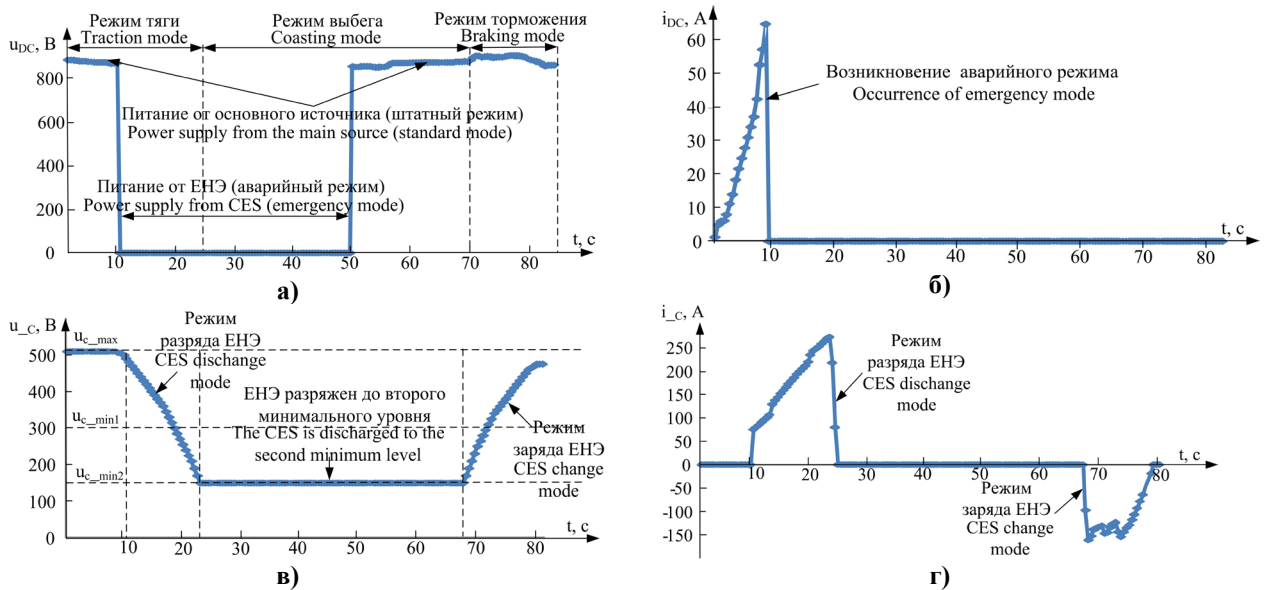 Режим тяги
Traction mode
Режим выбега
Coasting mode
Режим торможения
Braking mode
u_DC, В
800
600
400
200
0
Питание от основного источника (штатный режим)
Power supply from the main source (standard mode)
Питание от ЕНЭ (аварийный режим)
Power supply from CES (emergency mode)
t, с
10 20 30 40 50 60 70 80
а)
i_DC, А
60
50
40
30
20
10
0
Возникновение аварийного режима
Occurrence of emergency mode
t, с
10 20 30 40 50 60 70 80
б)
u_C, В
u_c_max
500
400
u_c_min1
300
200
u_c_min2
100
0
Режим
разряда ЕНЭ
CES dischange
mode
ЕНЭ разряжен до второго
минимального уровня
The CES is discharged to the
second minimum level
Режим
заряда ЕНЭ
CES change
mode
t, с
10 20 30 40 50 60 70 80
в)
i_C, А
250
200
150
100
50
0
-50
-100
-150
Режим
разряда ЕНЭ
CES dischange
mode
t, с
10 20 30 40 50 60 70 80
Режим
заряда ЕНЭ
CES change
mode
г)